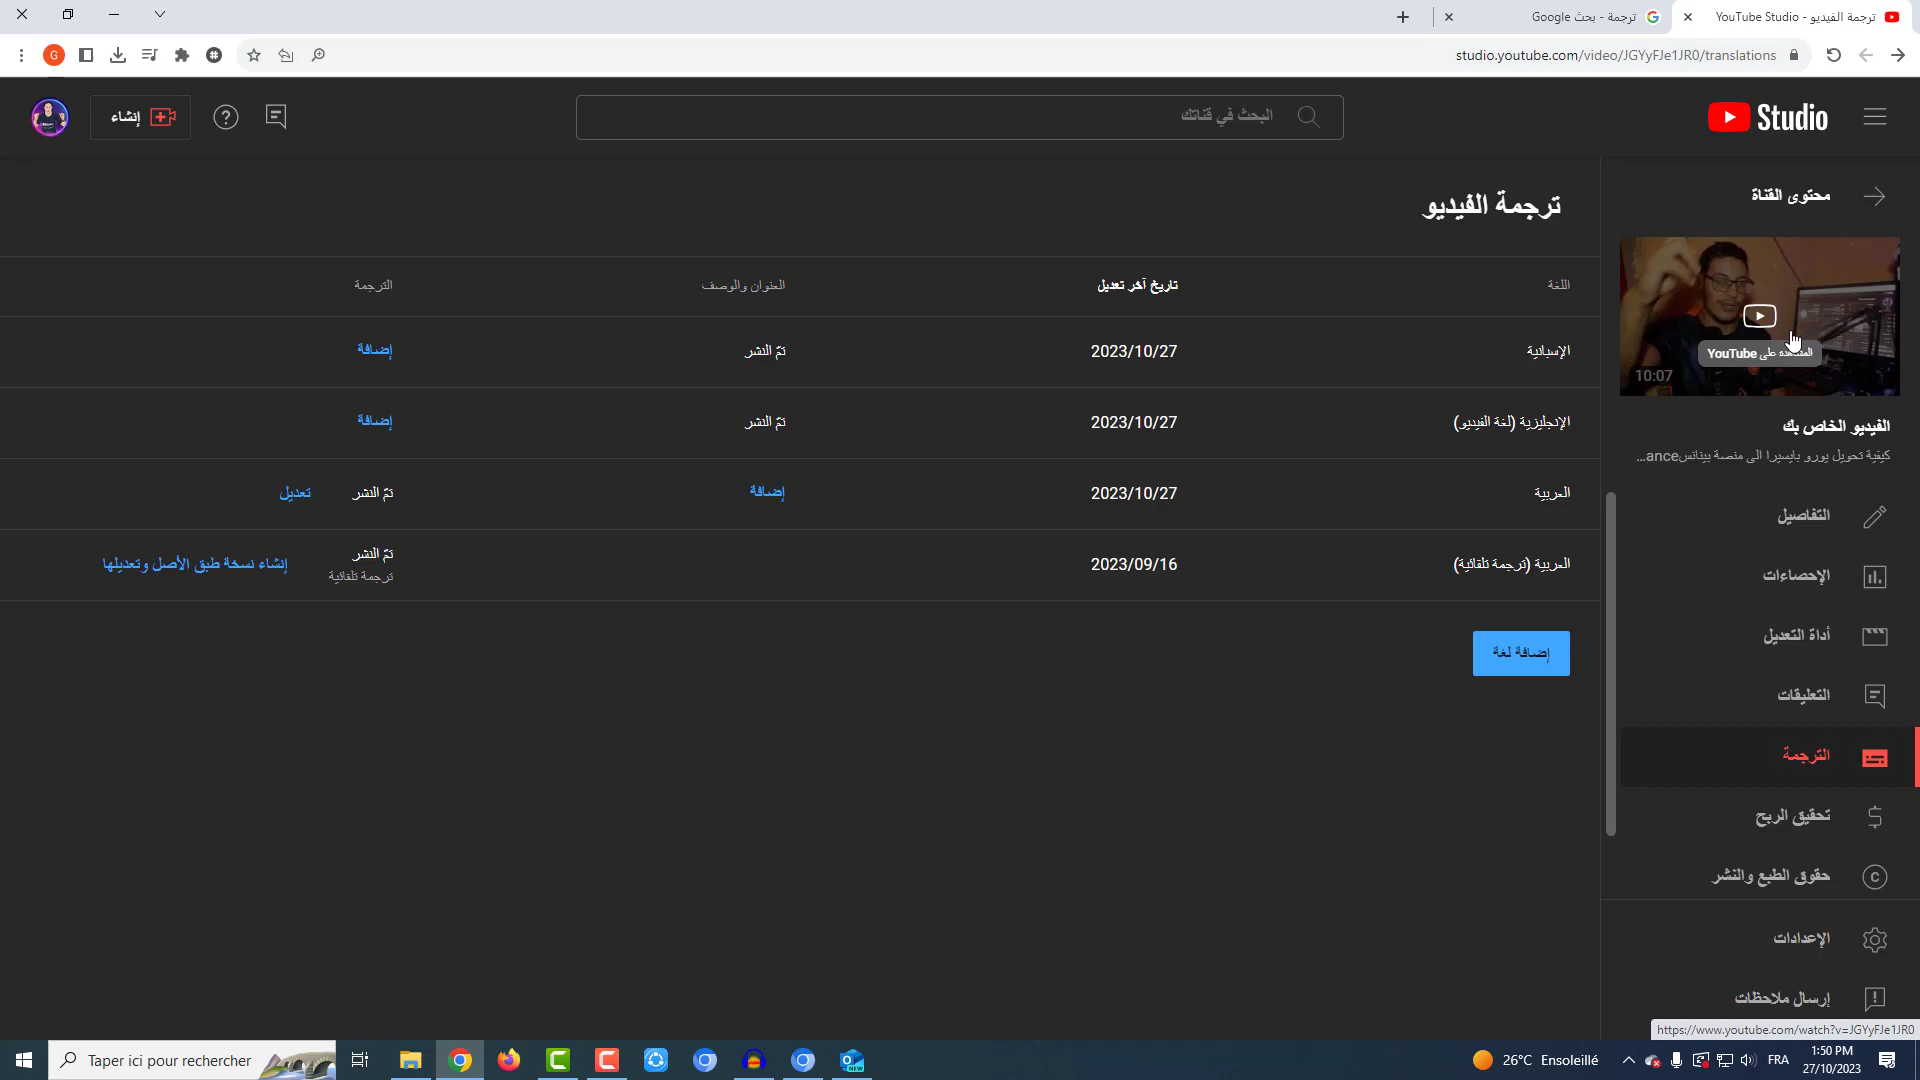 YouTube Studio - ترجمة الفيديو
ترجمة - بحث Google
studio.youtube.com/video/JGYyFJe1JR0/translations
G
Studio
البحث في قناتك
إنشاء
محتوى القناة
ترجمة الفيديو
اللغة
تاريخ آخر تعديل
العنوان والوصف
الترجمة
الإسبانية
2023/10/27
تمّ النشر
إضافة
الإنجليزية (لغة الفيديو)
2023/10/27
تمّ النشر
إضافة
العربية
2023/10/27
إضافة
تمّ النشر
تعديل
العربية (ترجمة تلقائية)
2023/09/16
تمّ النشر
ترجمة تلقائية
إنشاء نسخة طبق الأصل وتعديلها
إضافة لغة
المشاهدة على YouTube
10:07
الفيديو الخاص بك
كيفية تحويل يورو بايسيرا الى منصة بينانسance...
التفاصيل
الإحصاءات
أداة التعديل
التعليقات
الترجمة
تحقيق الربح
حقوق الطبع والنشر
الإعدادات
إرسال ملاحظات
https://www.youtube.com/watch?v=JGYyFJe1JR0
Taper ici pour rechercher
NEW
26°C Ensoleillé
FRA
1:50 PM
27/10/2023